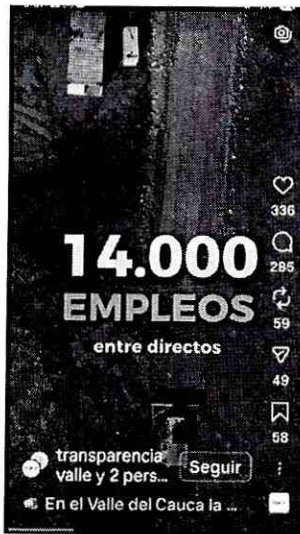 336
14.000
285
EMPLEOS
59
entre directos
49
58
transparencia
valle y 2 pers...
Seguir
En el Valle del Cauca la ...